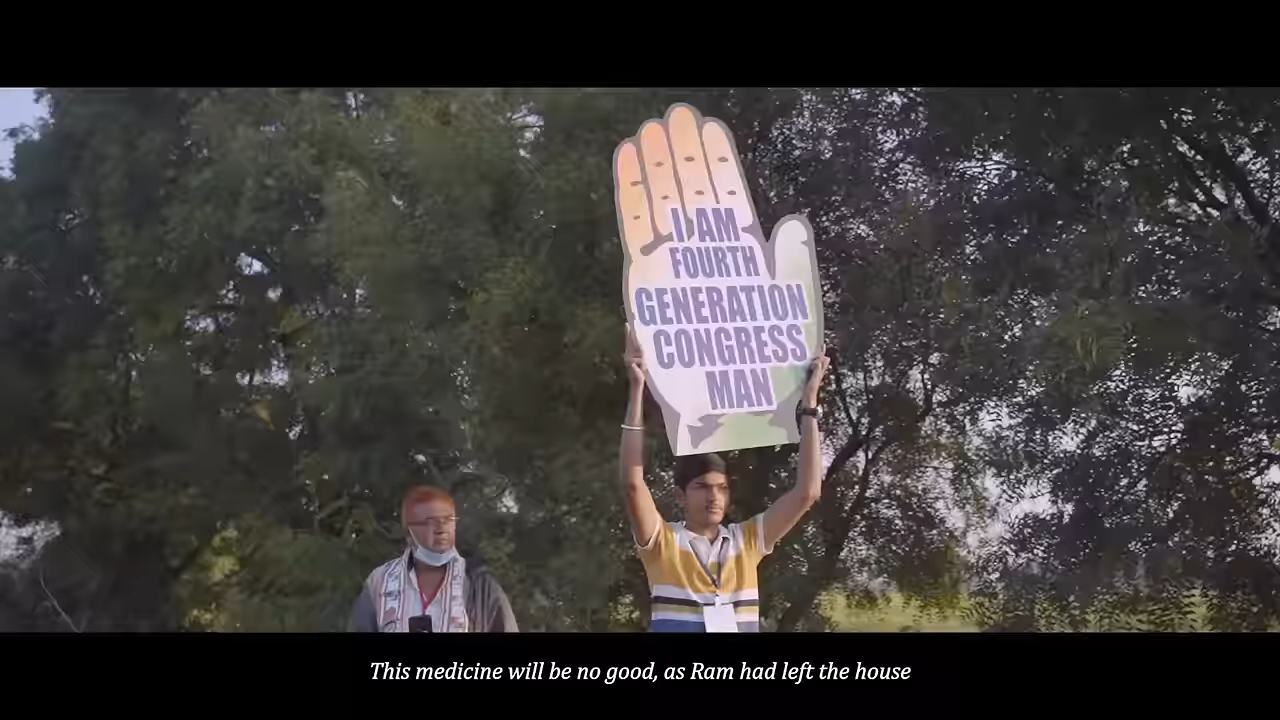 I AM
FOURTH
GENERATION
CONGRESS
MAN
This medicine will be no good, as Ram had left the house